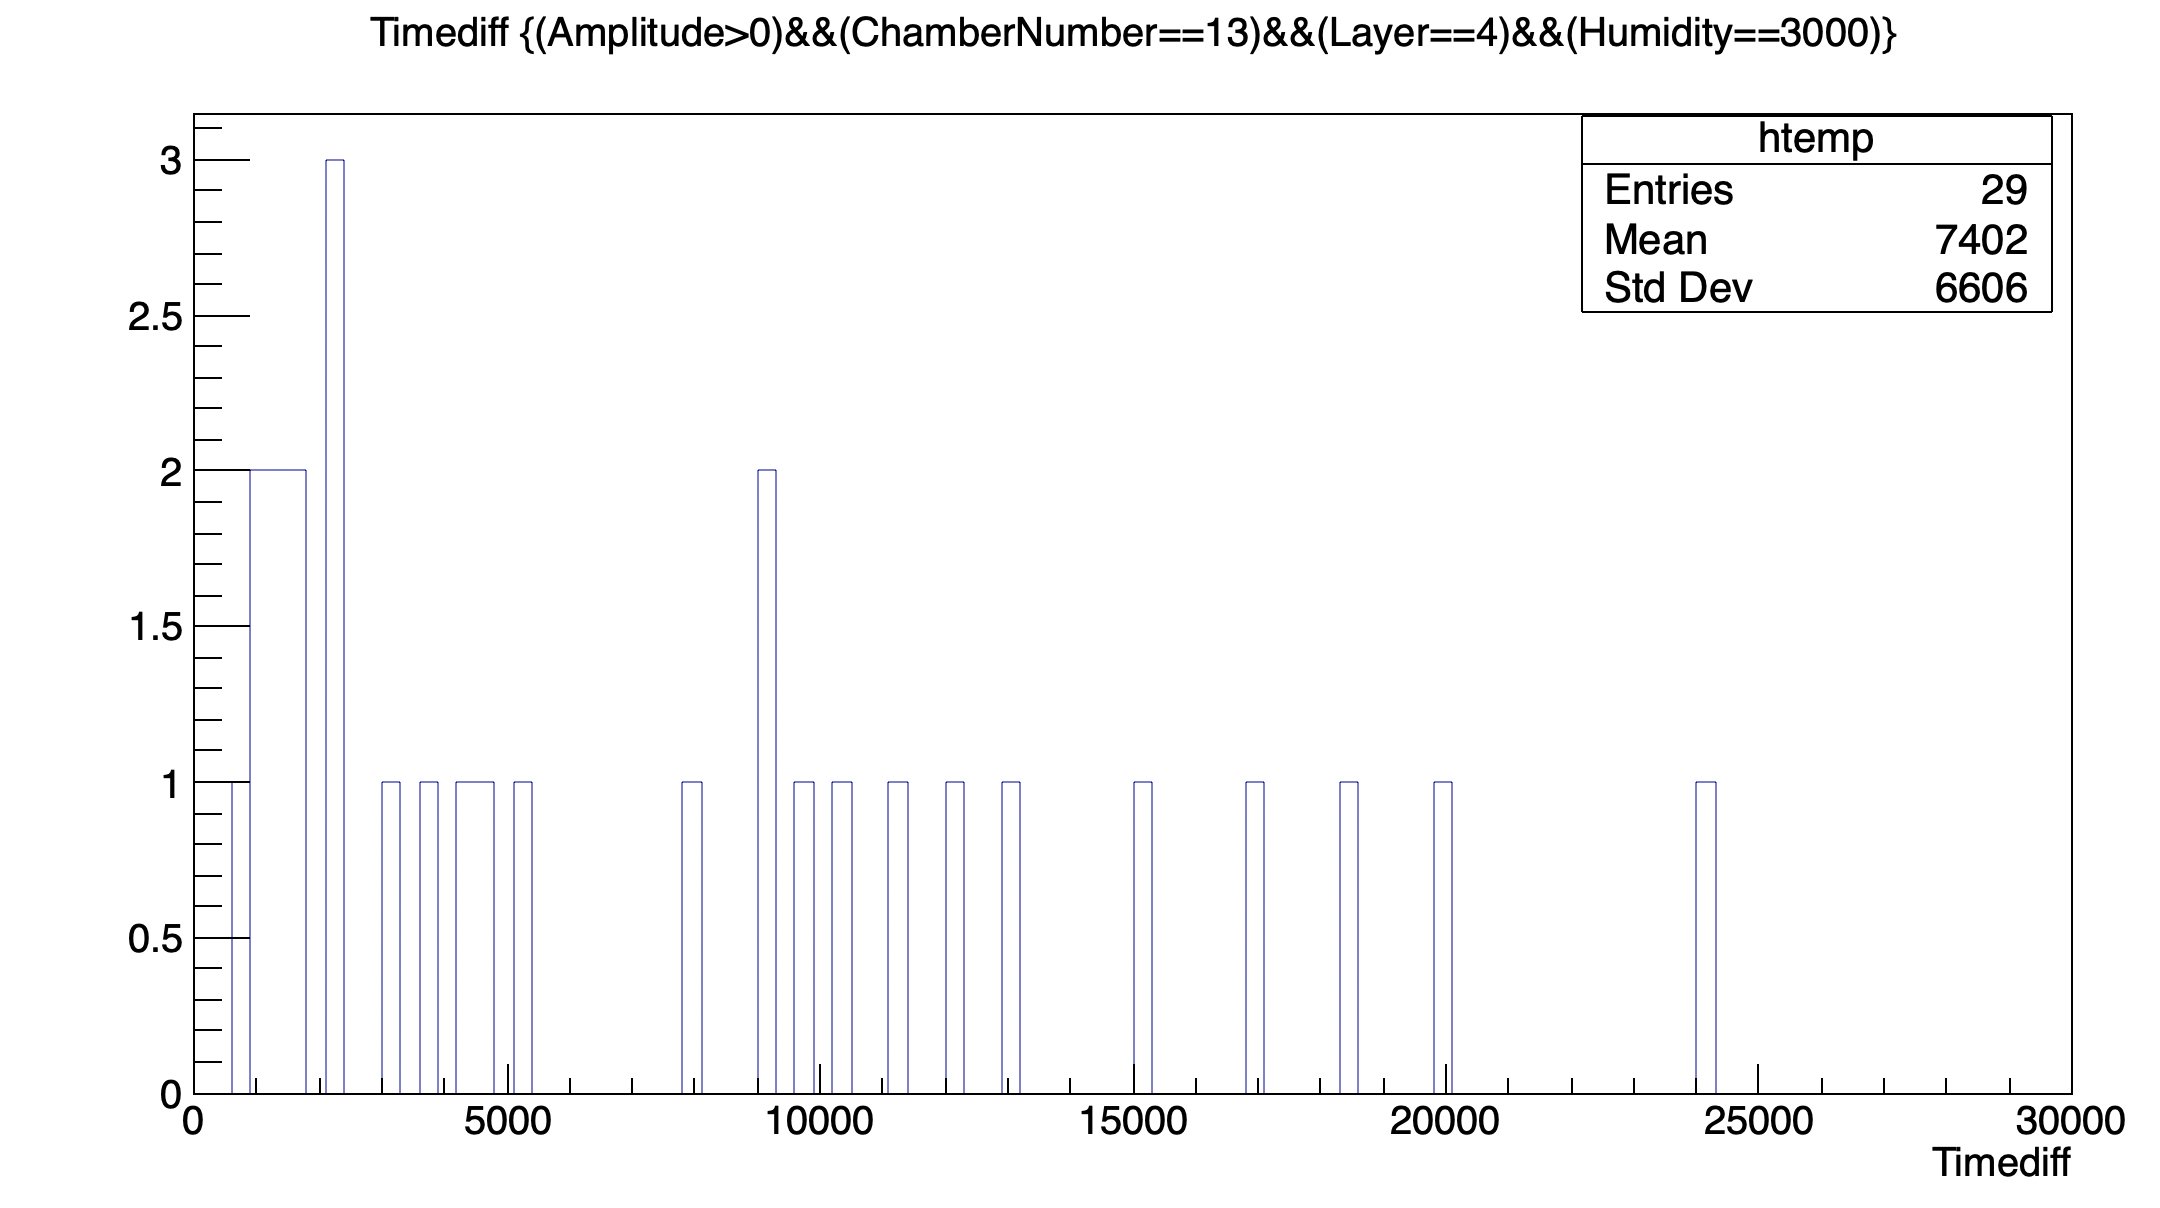 Timediff {(Amplitude>0)&&(ChamberNumber==13)&&(Layer==4)&&(Humidity==3000)}
htemp
Entries 29
Mean 7402
Std Dev 6606
3
2.5
2
1.5
1
0.5
0
0 5000 10000 15000 20000 25000 30000
Timediff